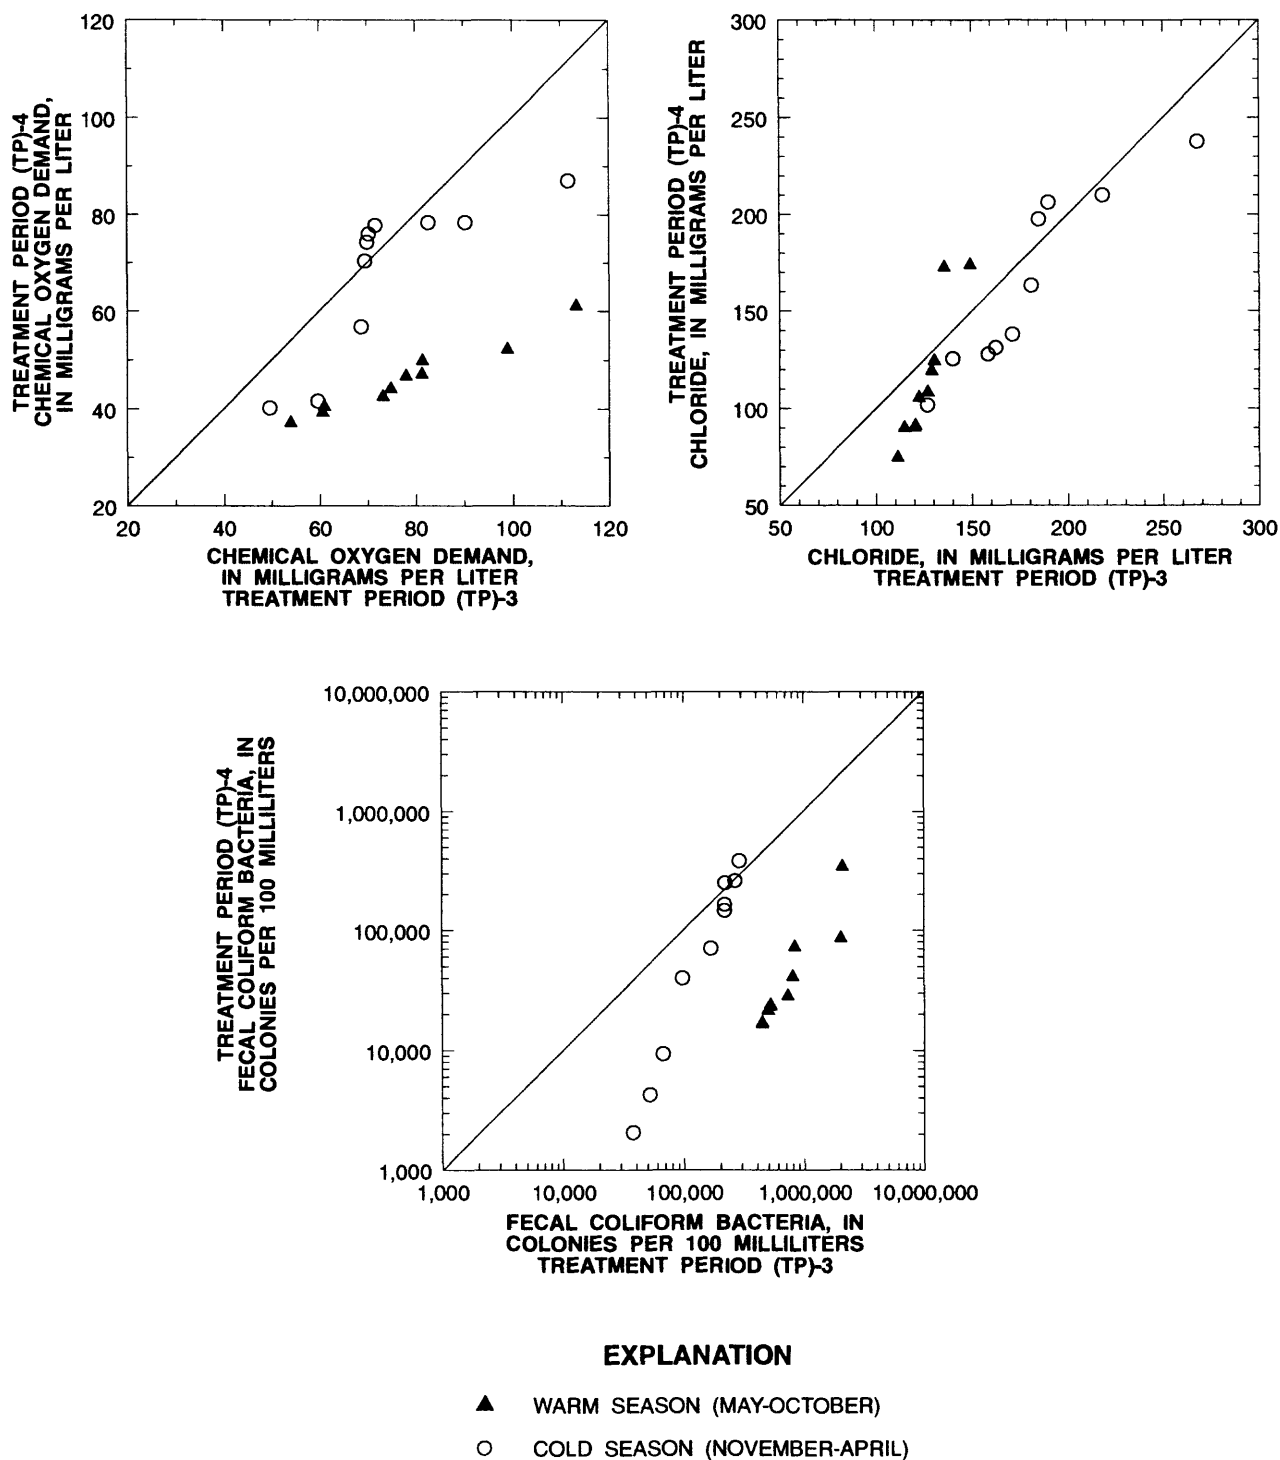 TREATMENT PERIOD (TP)-4
CHEMICAL OXYGEN DEMAND,
IN MILLIGRAMS PER LITER
120
100
80
60
40
20
20 40 60 80 100 120
CHEMICAL OXYGEN DEMAND,
IN MILLIGRAMS PER LITER
TREATMENT PERIOD (TP)-3
TREATMENT PERIOD (TP)-4
CHLORIDE, IN MILLIGRAMS PER LITER
300
250
200
150
100
50
50 100 150 200 250 300
CHLORIDE, IN MILLIGRAMS PER LITER
TREATMENT PERIOD (TP)-3
TREATMENT PERIOD (TP)-4
FECAL COLIFORM BACTERIA, IN
COLONIES PER 100 MILLILITERS
10,000,000
1,000,000
100,000
10,000
1,000
1,000 10,000 100,000 1,000,000 10,000,000
FECAL COLIFORM BACTERIA, IN
COLONIES PER 100 MILLILITERS
TREATMENT PERIOD (TP)-3
EXPLANATION
WARM SEASON (MAY-OCTOBER)
COLD SEASON (NOVEMBER-APRIL)